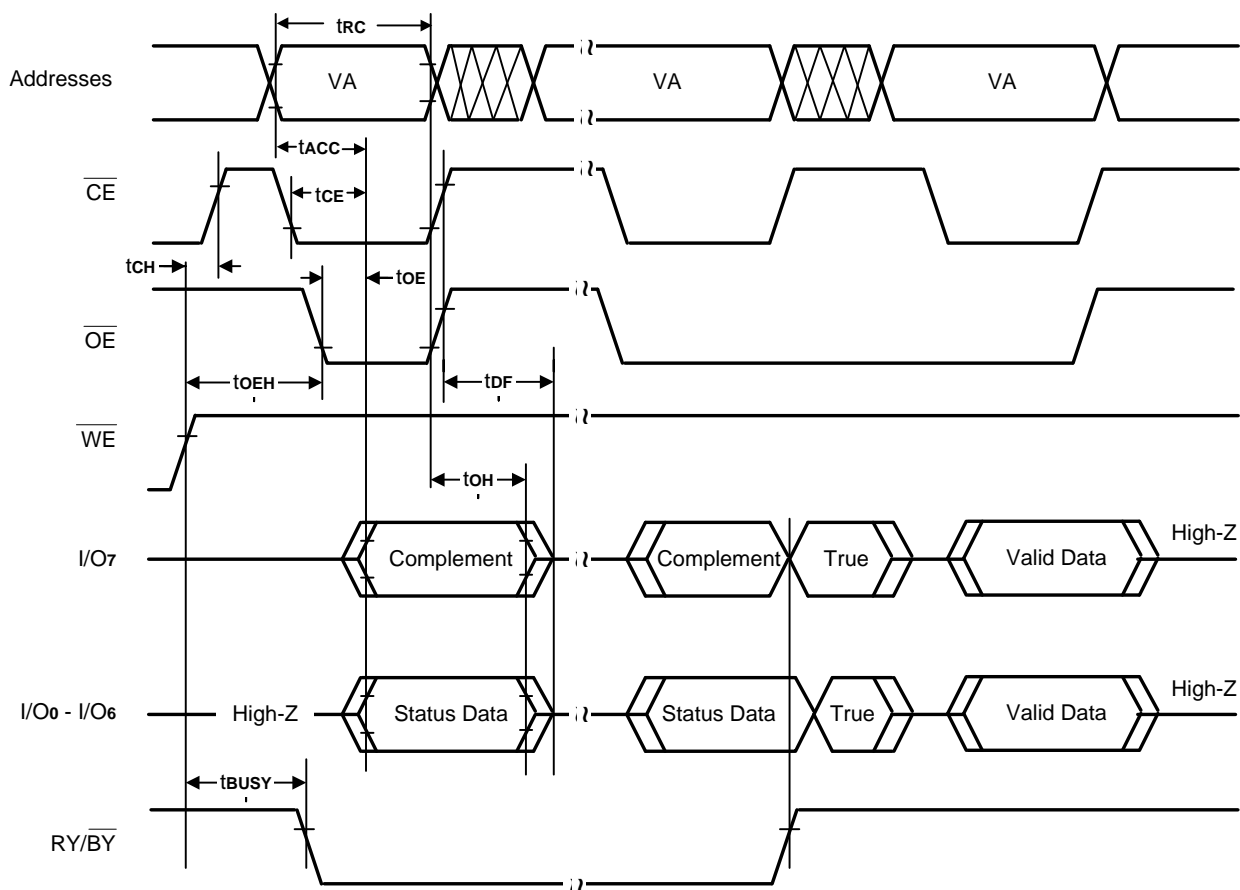 tRC
Addresses VA VA VA
tACC
CE tCE
tCH tOE
OE
tOEH tDF
WE
tOH
I/O7 Complement Complement True Valid Data High-Z
I/O0 - I/O6 High-Z Status Data Status Data True Valid Data High-Z
tBUSY
RY/BY